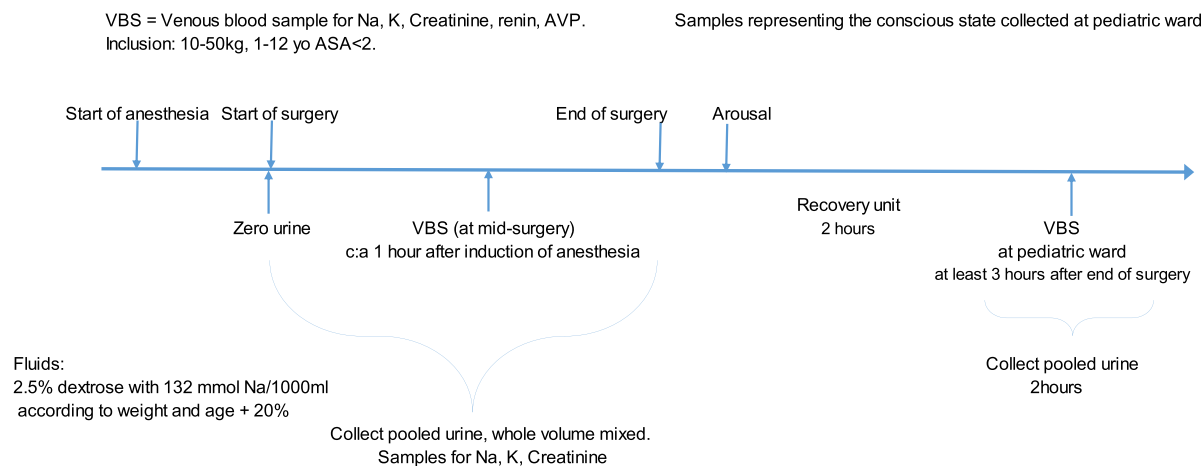 VBS = Venous blood sample for Na, K, Creatinine, renin, AVP.
Inclusion: 10-50kg, 1-12 yo ASA<2.
Samples representing the conscious state collected at pediatric ward
Start of anesthesia
Start of surgery
End of surgery
Arousal
Zero urine
VBS (at mid-surgery)
c:a 1 hour after induction of anesthesia
Recovery unit
2 hours
VBS
at pediatric ward
at least 3 hours after end of surgery
Fluids:
2.5% dextrose with 132 mmol Na/1000ml
according to weight and age + 20%
Collect pooled urine
2hours
Collect pooled urine, whole volume mixed.
Samples for Na, K, Creatinine